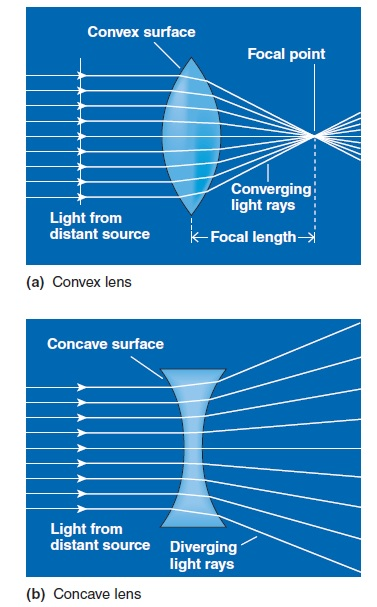 Convex surface
Focal point
Converging
light rays
Light from
distant source
Focal length
(a) Convex lens
Concave surface
Light from
distant source
Diverging
light rays
(b) Concave lens